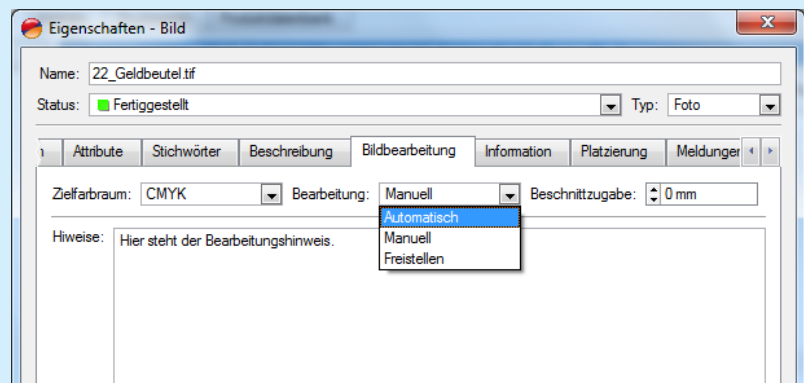 Eigenschaften - Bild
Name: 22_Geldbeutel.tif
Status: Fertiggestellt Typ: Foto
Attribute Stichwörter Beschreibung Bildbearbeitung Information Platzierung Meldungen
Zielfarbraum: CMYK Bearbeitung: Manuell Beschnittzugabe: 0 mm
Automatisch
Hiweise: Hier steht der Bearbeitungshinweis. Manuell
Freistellen